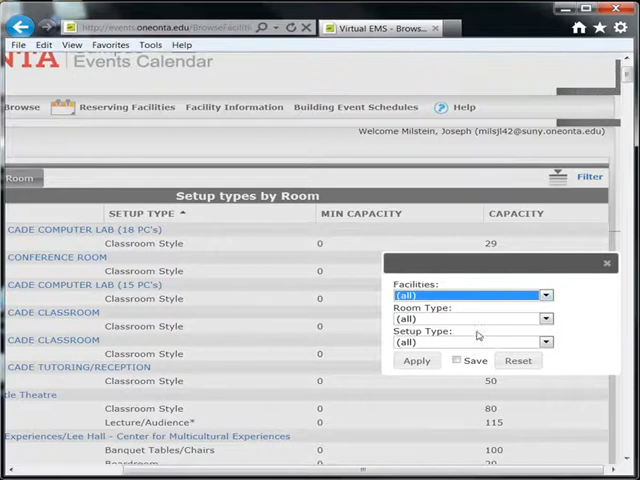 http://events.oneonta.edu/BrowseFacilit
Virtual EMS - Brows...
File Edit View Favorites Tools Help
NTA
Events Calendar
Browse Reserving Facilities Facility Information Building Event Schedules Help
Welcome Milstein, Joseph (milsjl42@suny.oneonta.edu)
Room
Filter
Setup types by Room
SETUP TYPE MIN CAPACITY CAPACITY
CADE COMPUTER LAB (18 PC's)
Classroom Style 0 29
CONFERENCE ROOM
Classroom Style 0
CADE COMPUTER LAB (15 PC's)
Classroom Style 0
CADE CLASSROOM
Classroom Style 0
CADE CLASSROOM
Classroom Style 0
CADE TUTORING/RECEPTION
Classroom Style 0 50
tle Theatre
Classroom Style 0 80
Lecture/Audience* 0 115
Experiences/Lee Hall - Center for Multicultural Experiences
Banquet Tables/Chairs 0 100
Boardroom 0 20
Facilities:
(all)
Room Type:
(all)
Setup Type:
(all)
Apply Save Reset